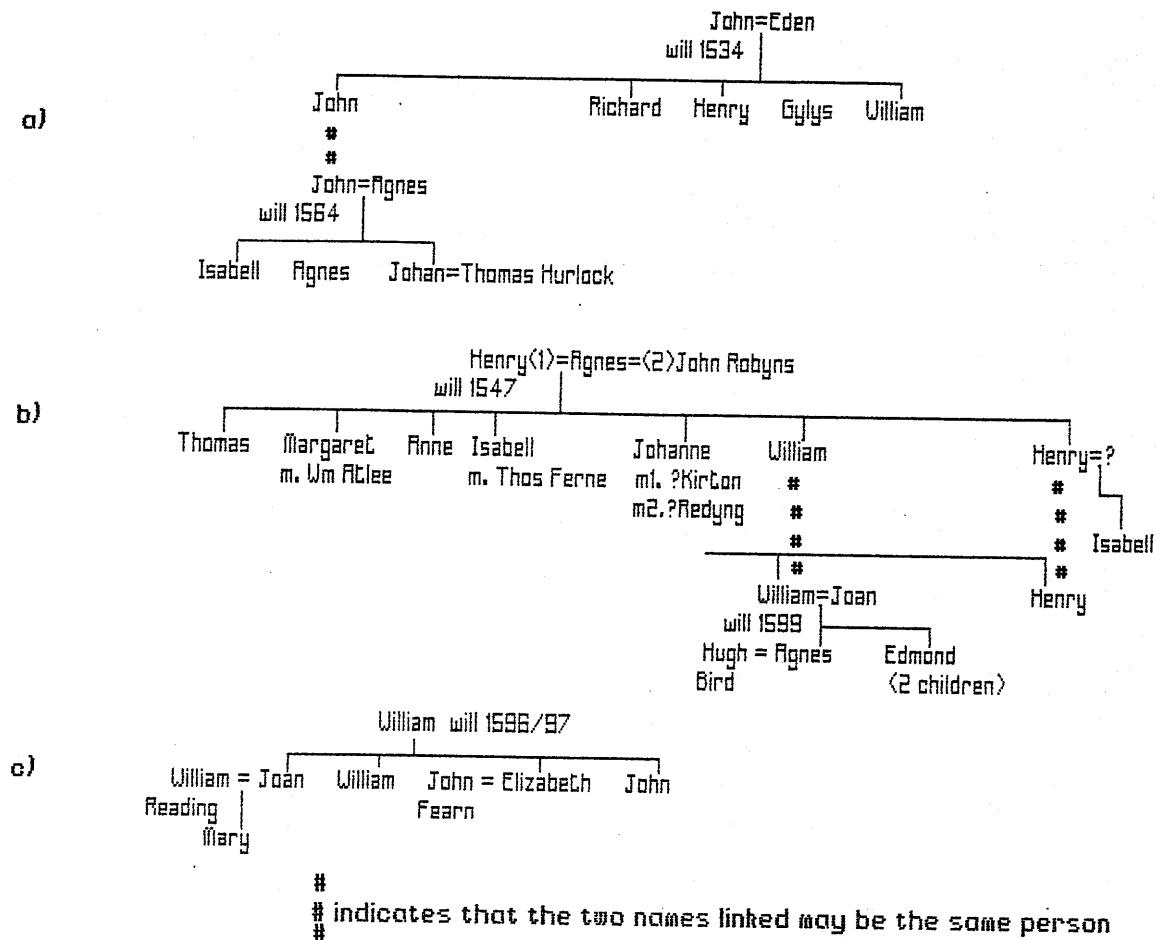 John=Eden
will 1534
a)
John Richard Henry Gylys William
#
#
John=Agnes
will 1564
Isabell Agnes Johan=Thomas Hurlock
Henry(1)=Agnes=(2)John Robyns
will 1547
b)
Thomas Margaret Anne Isabell Johanne William Henry=?
m. Wm Atlee m. Thos Ferne m1. ?Kirton # #
m2.?Redyng # #
# # Isabell
# #
William=Joan Henry
will 1599
Hugh = Agnes Edmond
Bird (2 children)
William will 1596/97
c)
William = Joan William John = Elizabeth John
Reading Fearn
Mary
#
# indicates that the two names linked may be the same person
#